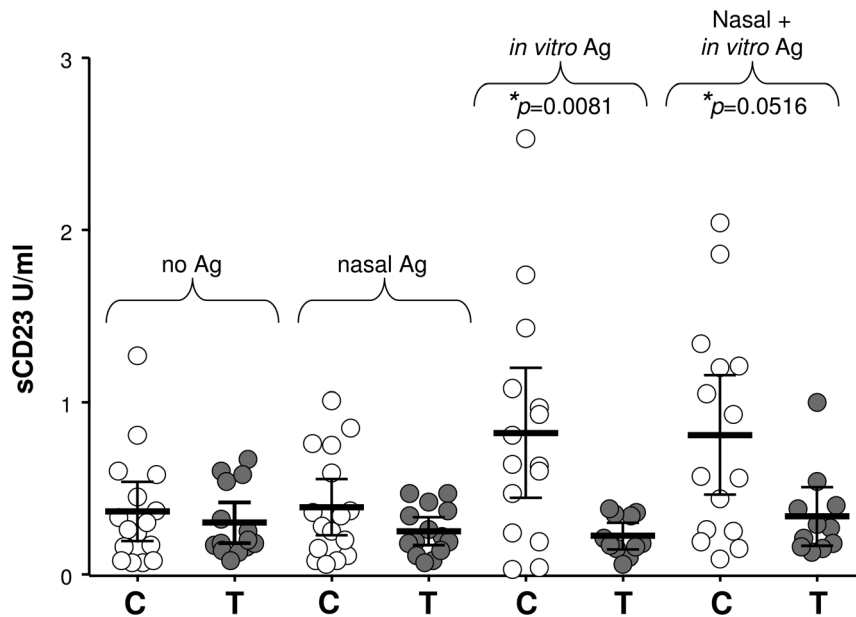 Nasal +
in vitro Ag
in vitro Ag
*p=0.0081
*p=0.0516
no Ag
nasal Ag
sCD23 U/ml
3
2
1
0
C T C T C T C T